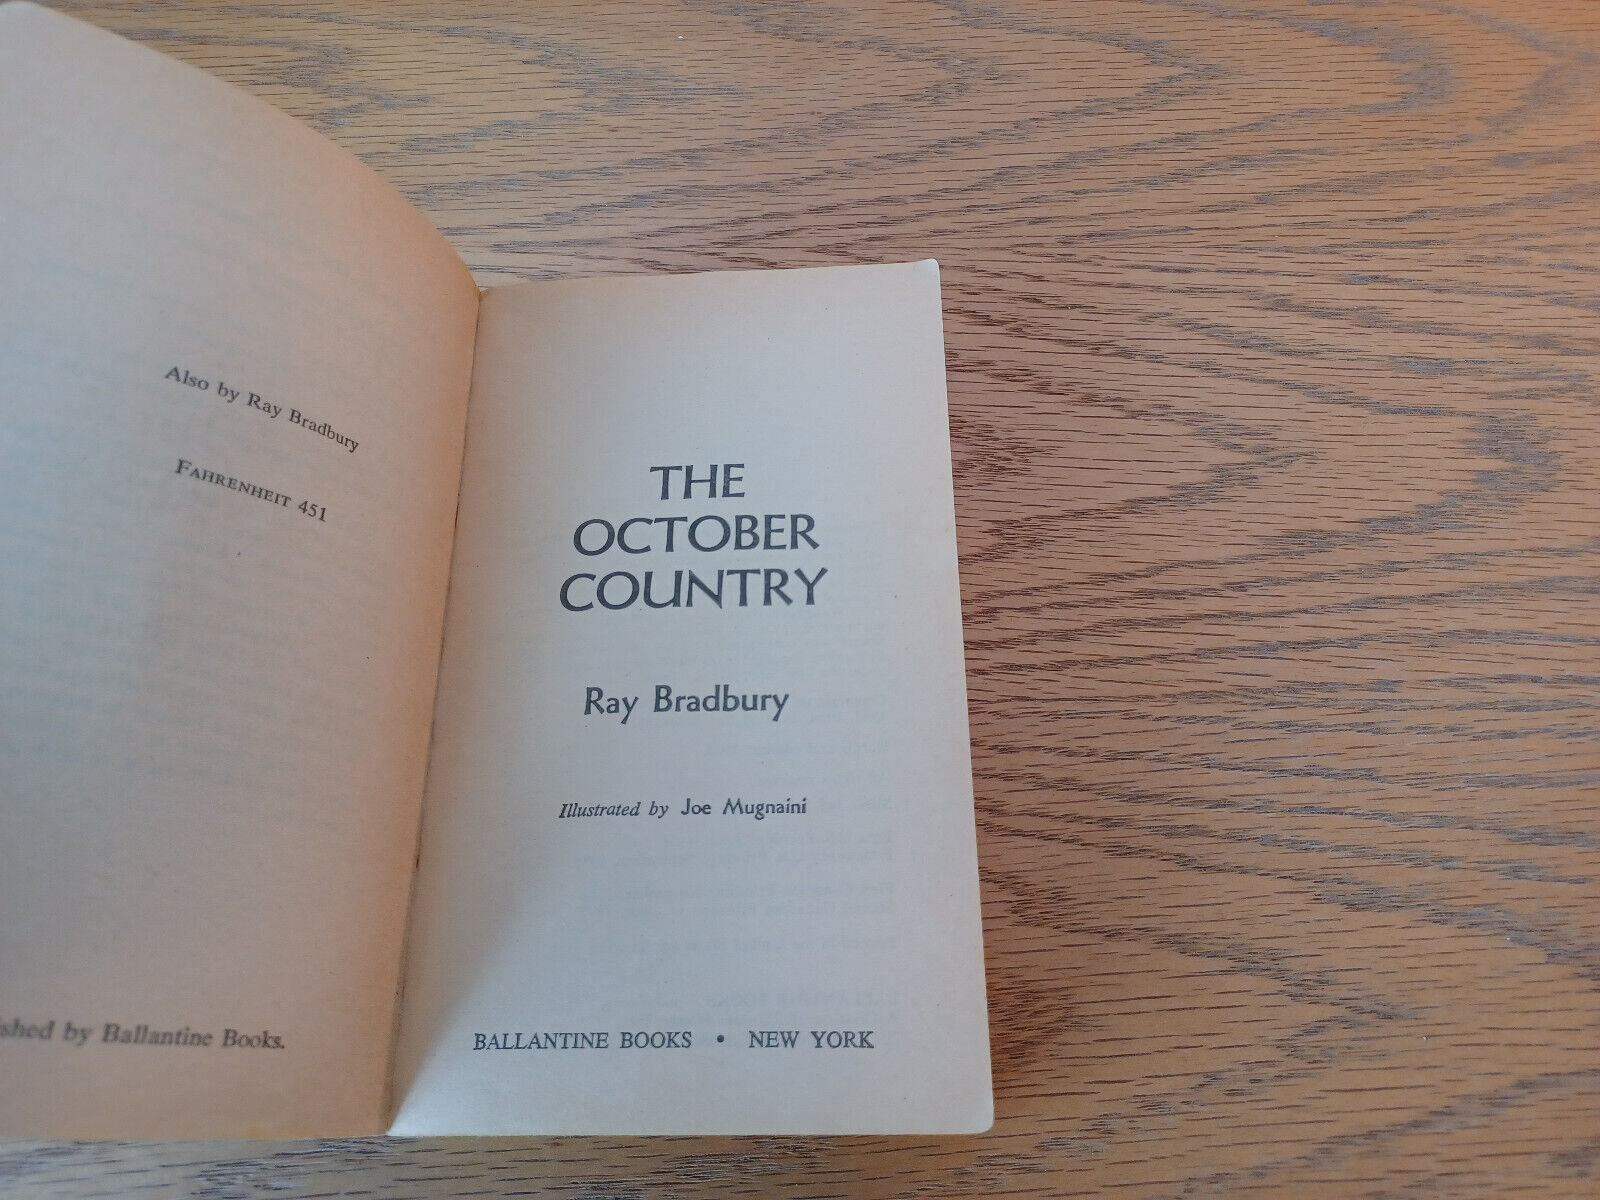 Also by Ray Bradbury
FAHRENHEIT 451
ished by Ballantine Books.
THE
OCTOBER
COUNTRY
Ray Bradbury
Illustrated by Joe Mugnaini
BALLANTINE BOOKS • NEW YORK